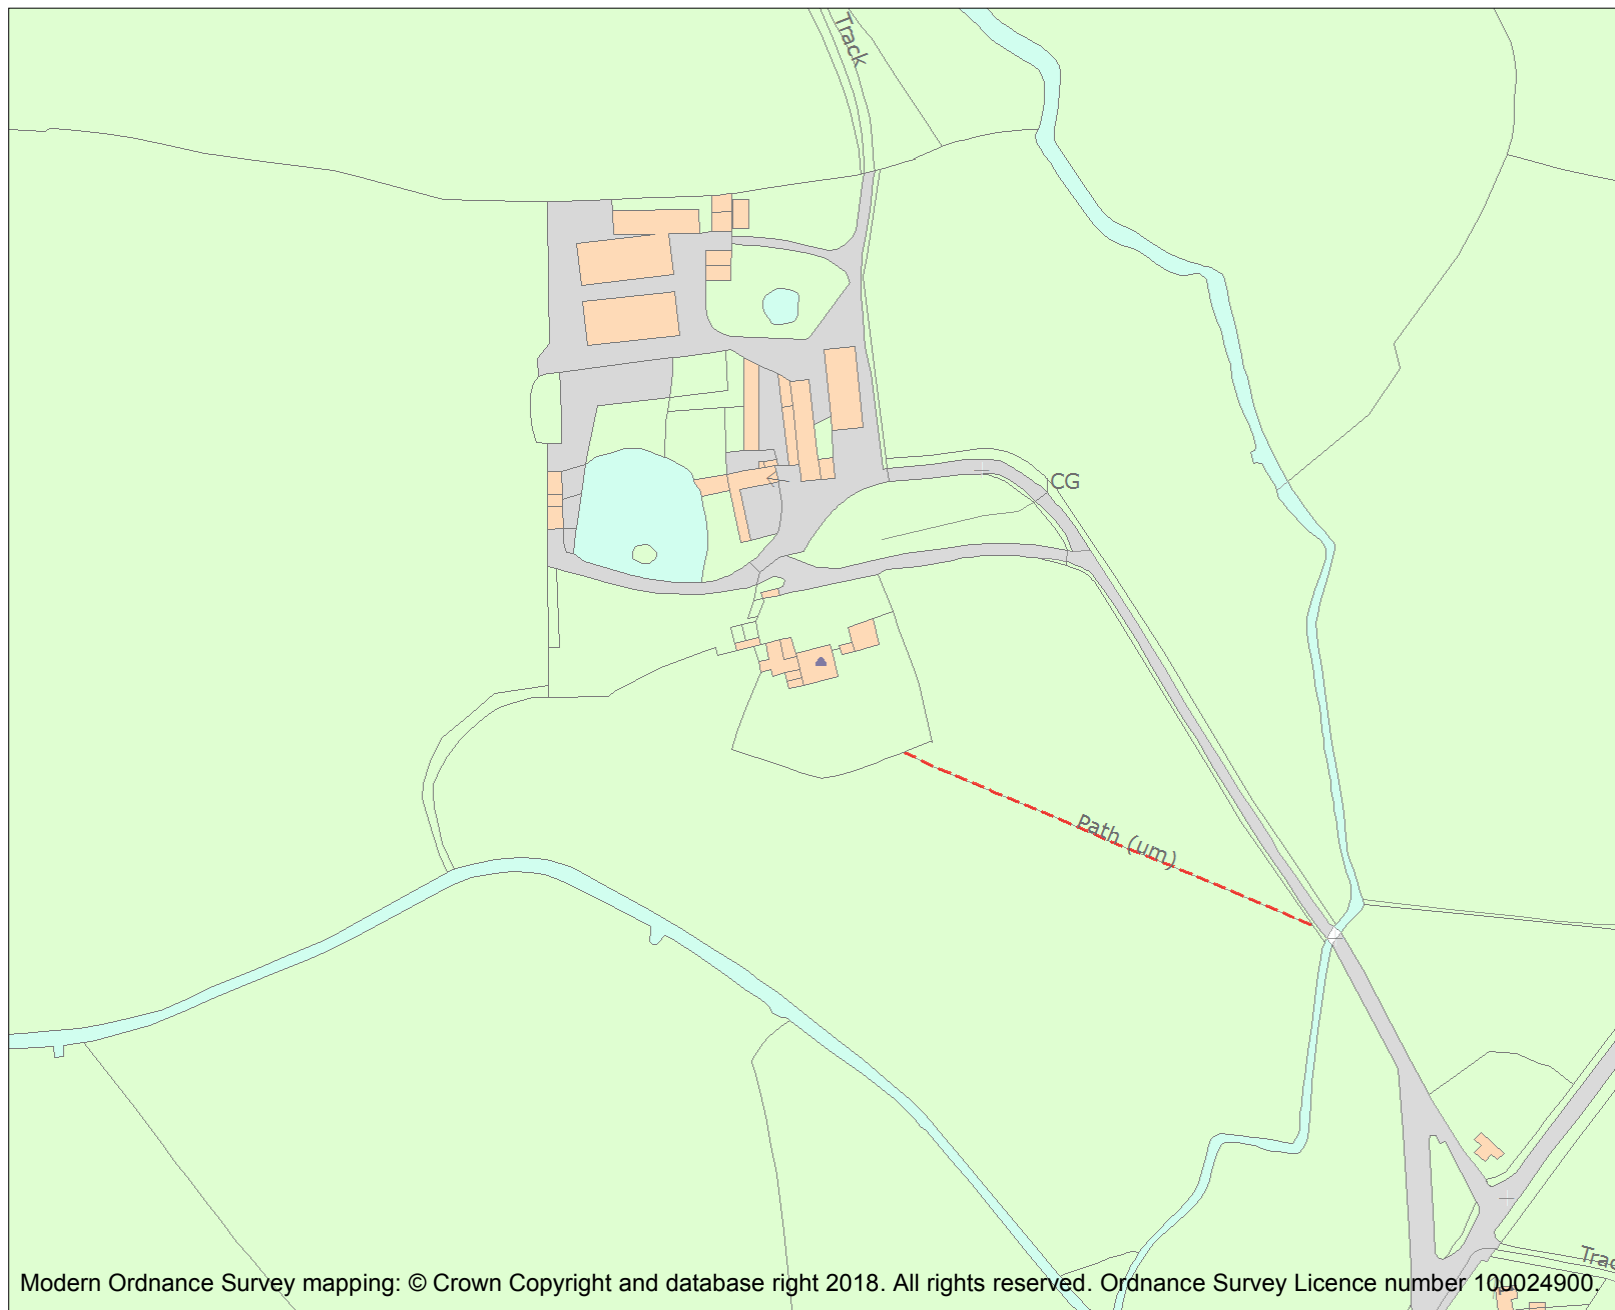 Track
CG
Path (um)
Trac
Modern Ordnance Survey mapping: © Crown Copyright and database right 2018. All rights reserved. Ordnance Survey Licence number 100024900.